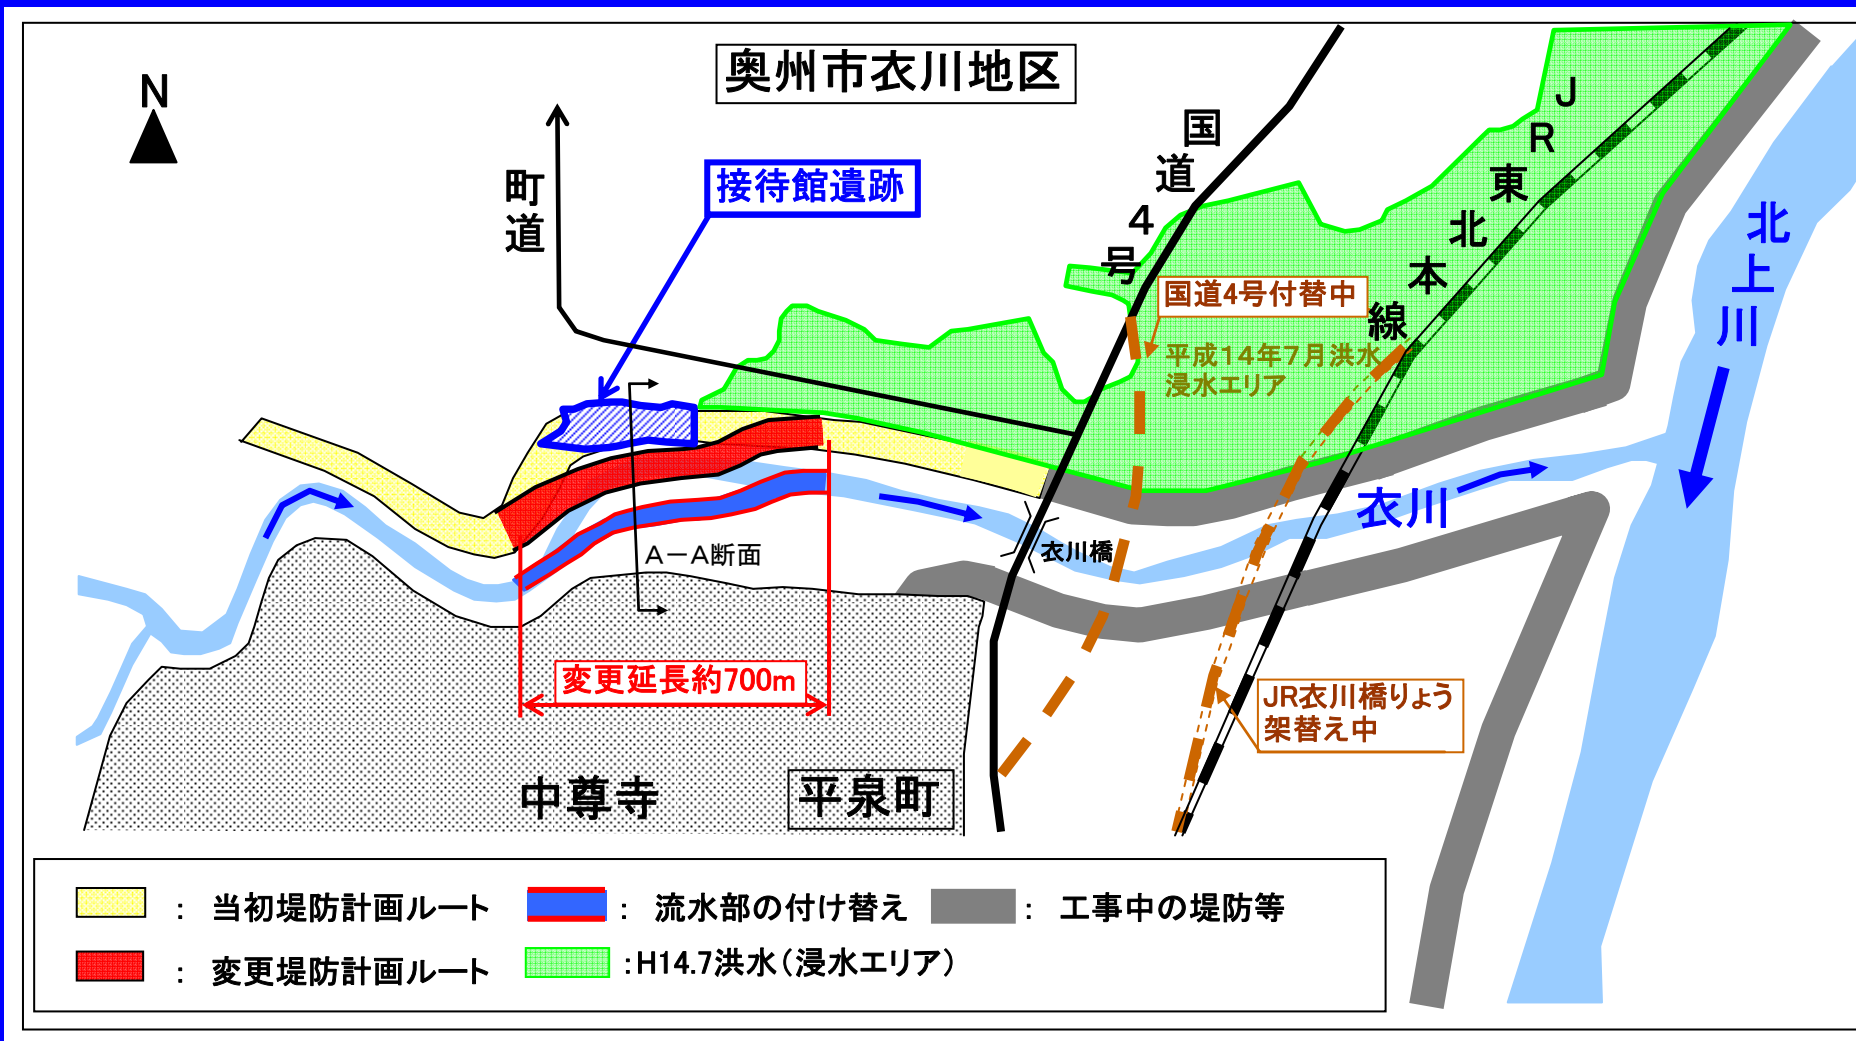 奥州市衣川地区
N
町道
接待館遺跡
国道４号
JR東北本線
北上川
国道4号付替中
平成14年7月洪水
浸水エリア
衣川
衣川橋
A－A断面
変更延長約700m
JR衣川橋りょう
架替え中
中尊寺
平泉町
： 当初堤防計画ルート
： 流水部の付け替え
： 工事中の堤防等
： 変更堤防計画ルート
：H14.7洪水（浸水エリア）